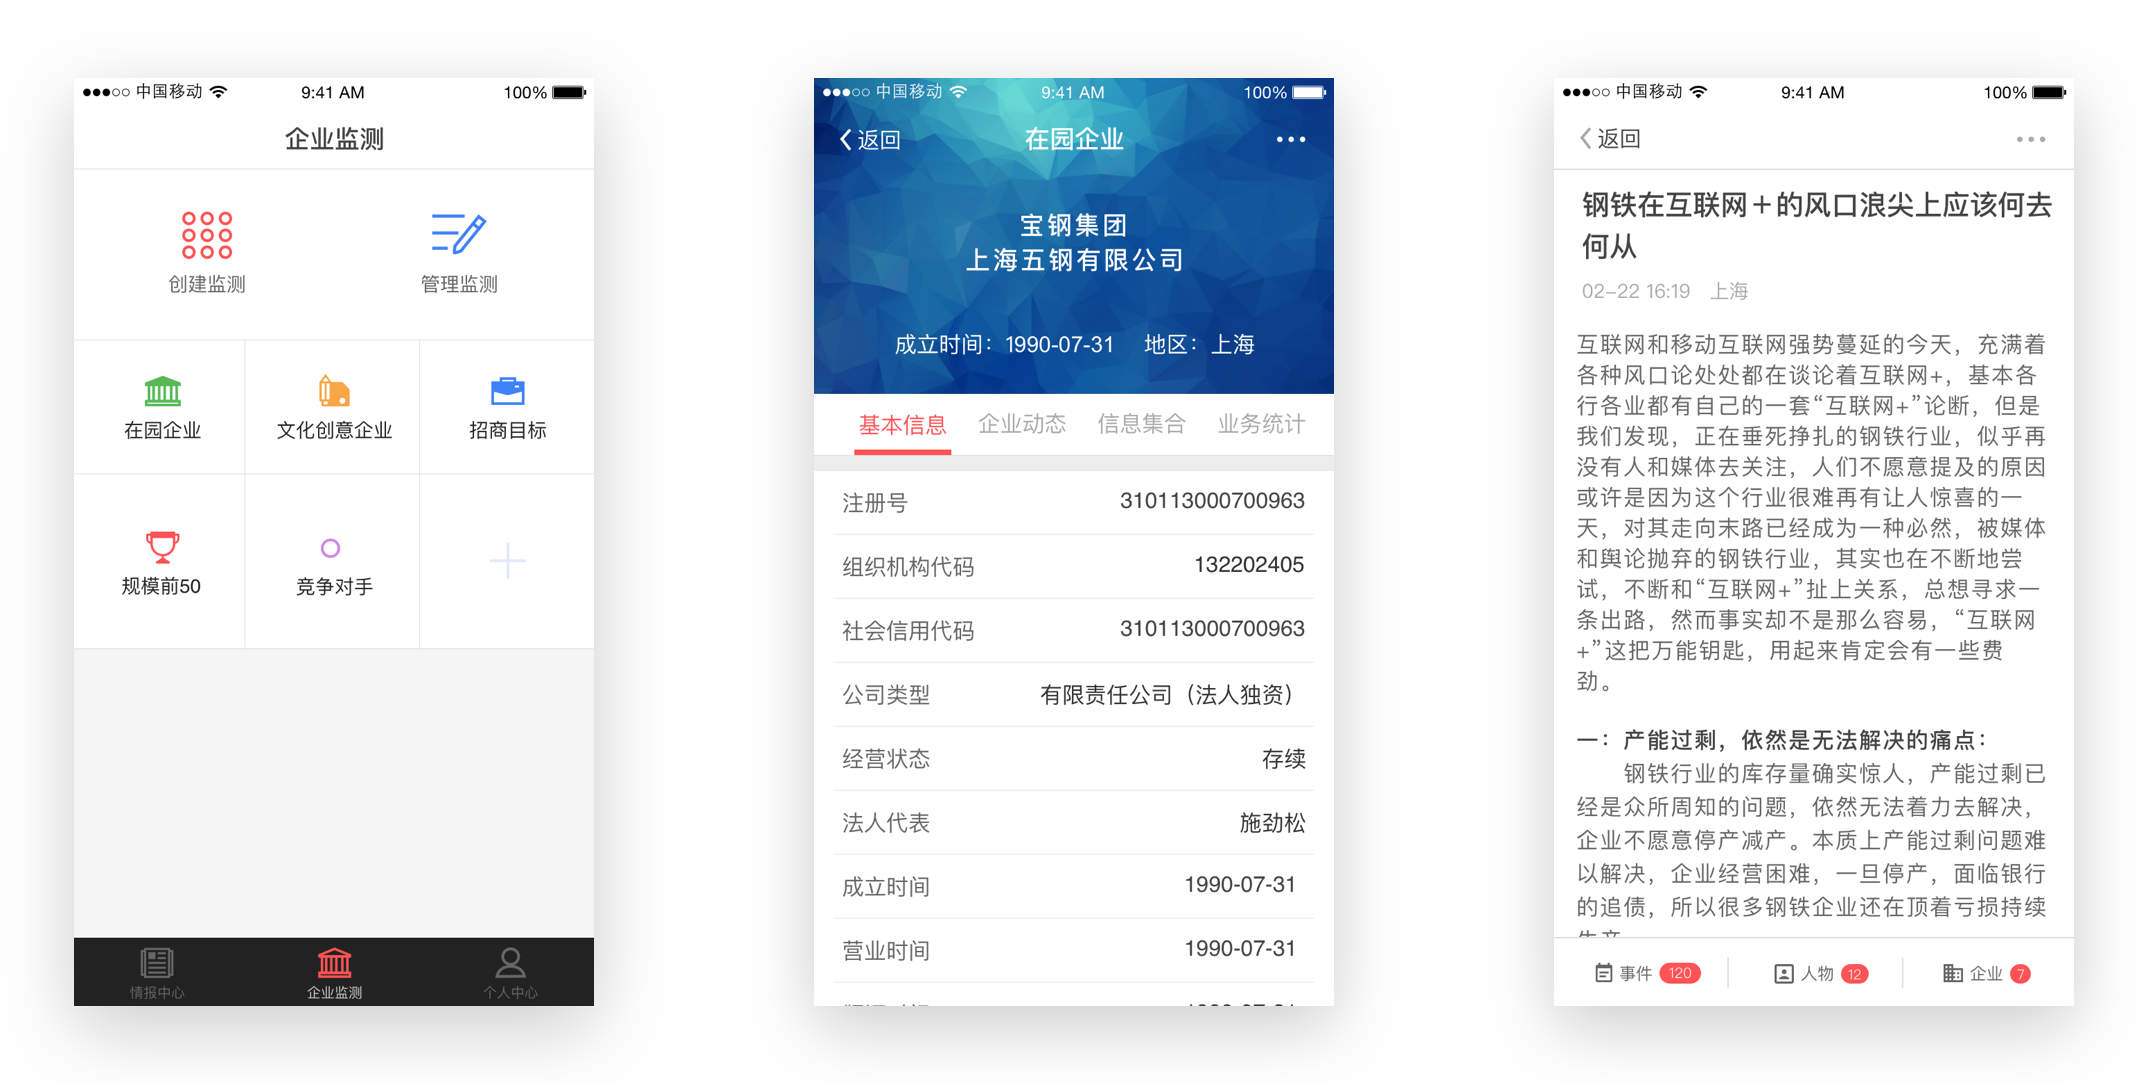 中国移动 9:41 AM 100%
企业监测
创建监测 管理监测
在园企业 文化创意企业 招商目标
规模前50 竞争对手
情报中心 企业监测 个人中心
中国移动 9:41 AM 100%
返回 在园企业
宝钢集团
上海五钢有限公司
成立时间：1990-07-31 地区：上海
基本信息 企业动态 信息集合 业务统计
注册号 310113000700963
组织机构代码 132202405
社会信用代码 310113000700963
公司类型 有限责任公司（法人独资）
经营状态 存续
法人代表 施劲松
成立时间 1990-07-31
营业时间 1990-07-31
中国移动 9:41 AM 100%
返回
钢铁在互联网＋的风口浪尖上应该何去
何从
02-22 16:19 上海
互联网和移动互联网强势蔓延的今天，充满着
各种风口论处处都在谈论着互联网+，基本各
行各业都有自己的一套“互联网+”论断，但是
我们发现，正在垂死挣扎的钢铁行业，似乎再
没有人和媒体去关注，人们不愿意提及的原因
或许是因为这个行业很难再有让人惊喜的一
天，对其走向末路已经成为一种必然，被媒体
和舆论抛弃的钢铁行业，其实也在不断地尝
试，不断和“互联网+”扯上关系，总想寻求一
条出路，然而事实却不是那么容易，“互联网
+”这把万能钥匙，用起来肯定会有一些费
劲。
一：产能过剩，依然是无法解决的痛点：
钢铁行业的库存量确实惊人，产能过剩已
经是众所周知的问题，依然无法着力去解决，
企业不愿意停产减产。本质上产能过剩问题难
以解决，企业经营困难，一旦停产，面临银行
的追债，所以很多钢铁企业还在顶着亏损持续
事件 120 人物 12 企业 7